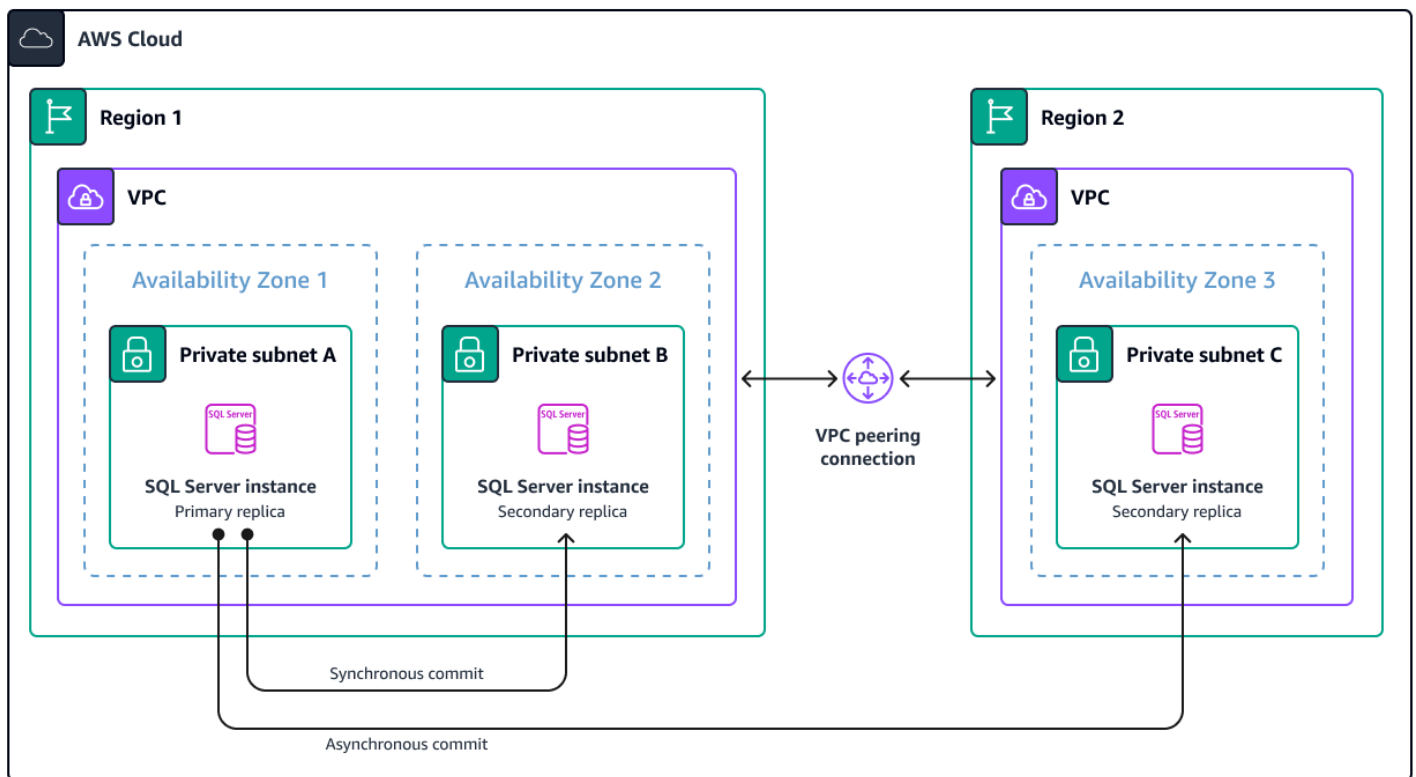 AWS Cloud
Region 1
Region 2
VPC
VPC
Availability Zone 1
Availability Zone 2
Availability Zone 3
Private subnet A
Private subnet B
Private subnet C
SQL Server
SQL Server
SQL Server
VPC peering
connection
SQL Server instance
Primary replica
SQL Server instance
Secondary replica
SQL Server instance
Secondary replica
Synchronous commit
Asynchronous commit